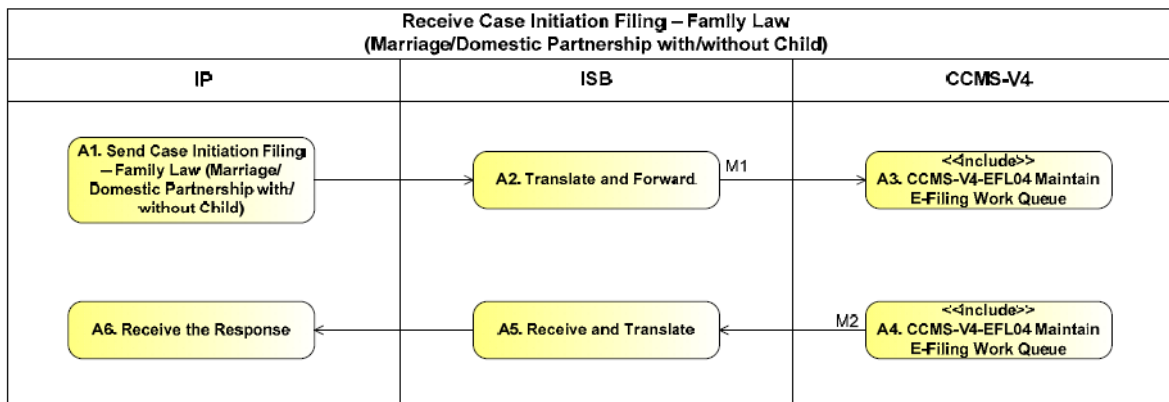 Receive Case Initiation Filing – Family Law
(Marriage/Domestic Partnership with/without Child)
IP
ISB
CCMS-V4
A1. Send Case Initiation Filing
– Family Law (Marriage/
Domestic Partnership with/
without Child)
A2. Translate and Forward
M1
<<Include>>
A3. CCMS-V4-EFL04 Maintain
E-Filing Work Queue
A6. Receive the Response
A5. Receive and Translate
M2
<<Include>>
A4. CCMS-V4-EFL04 Maintain
E-Filing Work Queue